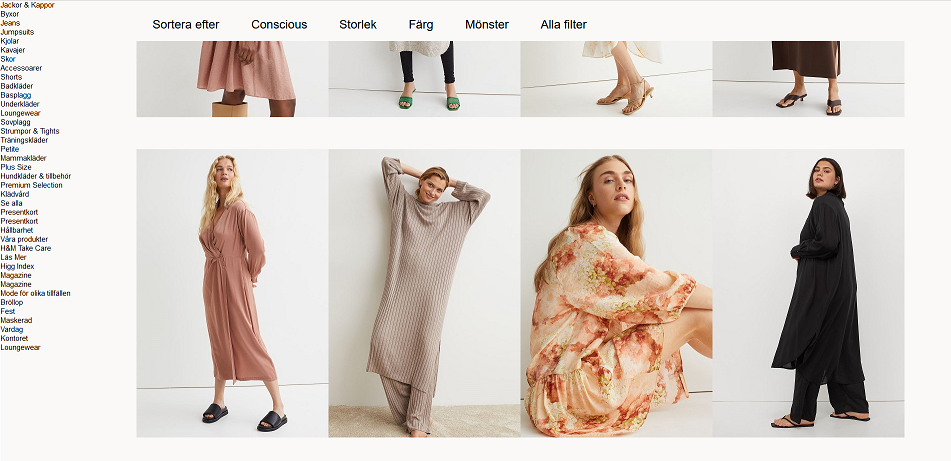 Jackor & Kappor
Byxor
Jeans
Jumpsuits
Kjolar
Kavajer
Skor
Accessoarer
Shorts
Badkläder
Basplagg
Underkläder
Loungewear
Sovplagg
Strumpor & Tights
Träningskläder
Petite
Mammakläder
Plus Size
Hundkläder & tillbehör
Premium Selection
Klädvård
Se alla
Presentkort
Presentkort
Hållbarhet
Våra produkter
H&M Take Care
Läs Mer
Higg Index
Magazine
Magazine
Mode för olika tillfällen
Bröllop
Fest
Maskerad
Vardag
Kontoret
Loungewear
Sortera efter Conscious Storlek Färg Mönster Alla filter